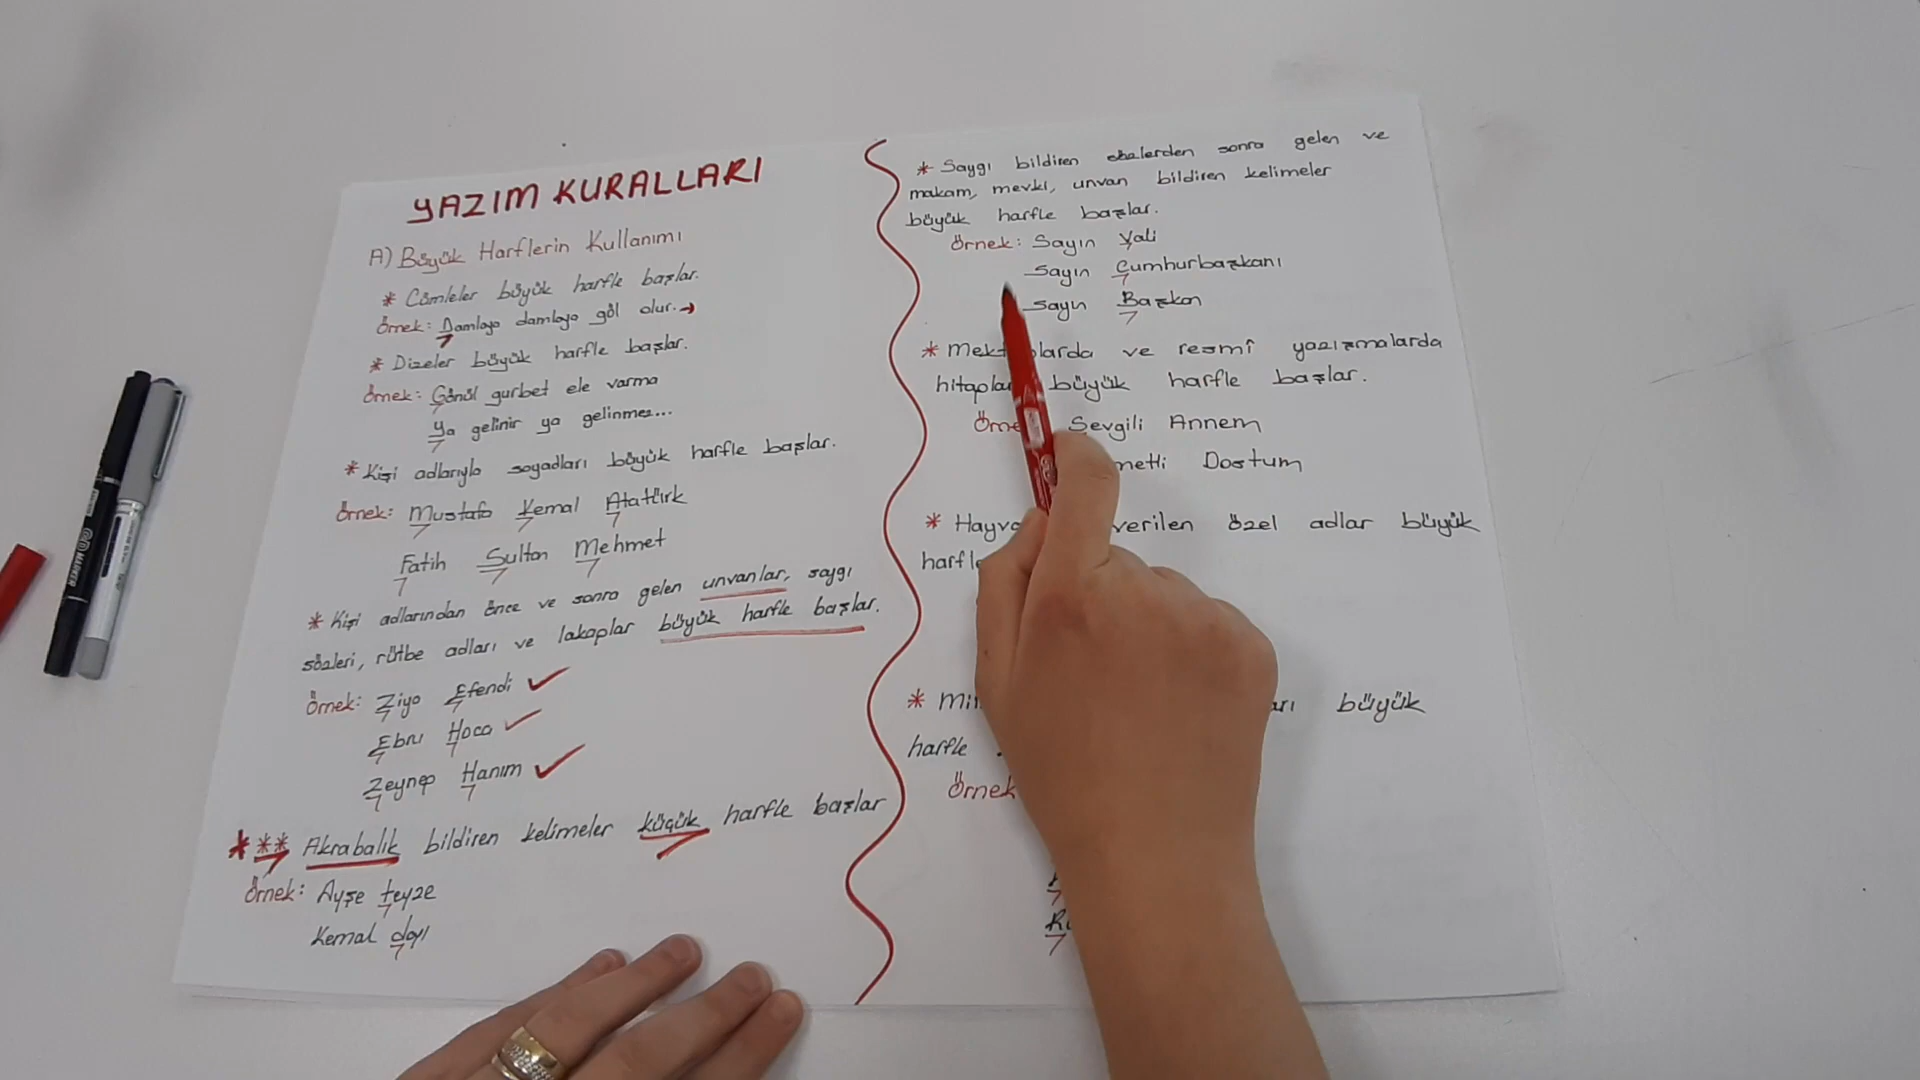 YAZIM KURALLARI
A) Büyük Harflerin Kullanımı
* Cümleler büyük harfle başlar.
Örnek: Damlaya damlaya göl olur.
* Dizeler büyük harfle başlar.
Örnek: Gönül gurbet ele varma
Ya gelinir ya gelinmez...
* Kişi adlarıyla soyadları büyük harfle başlar.
Örnek: Mustafa Kemal Atatürk
Fatih Sultan Mehmet
* Kişi adlarından önce ve sonra gelen unvanlar, saygı
sözleri, rütbe adları ve lakaplar büyük harfle başlar.
Örnek: Ziya Efendi
Ebru Hoca
Zeynep Hanım
*** Akrabalık bildiren kelimeler küçük harfle başlar
Örnek: Ayşe teyze
Kemal dayı
* Saygı bildiren sözlerden sonra gelen ve
makam, mevki, unvan bildiren kelimeler
büyük harfle başlar.
Örnek: Sayın Vali
Sayın Cumhurbaşkanı
Sayın Başkan
* ve resmî yazışmalarda
büyük harfle başlar.
Sevgili Annem
Dostum
* verilen özel adlar büyük
*
büyük
harfle
Örnek